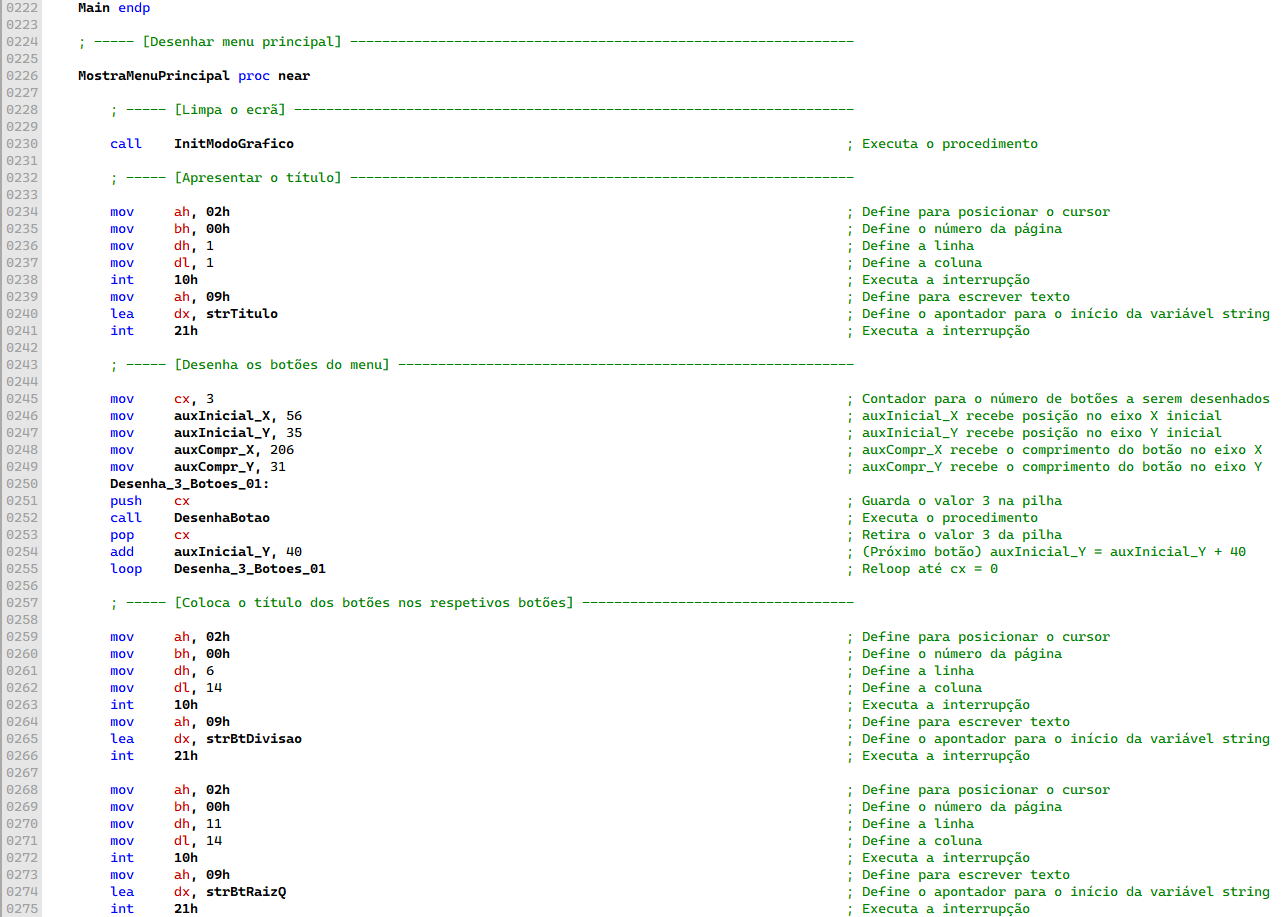 0222 Main endp
0223
0224 ; ----- [Desenhar menu principal] ---------------------------------------------------------------
0225
0226 MostraMenuPrincipal proc near
0227
0228 ; ----- [Limpa o ecrã] ----------------------------------------------------------------------
0229
0230 call InitModoGrafico ; Executa o procedimento
0231
0232 ; ----- [Apresentar o título] ---------------------------------------------------------------
0233
0234 mov ah, 02h ; Define para posicionar o cursor
0235 mov bh, 00h ; Define o número da página
0236 mov dh, 1 ; Define a linha
0237 mov dl, 1 ; Define a coluna
0238 int 10h ; Executa a interrupção
0239 mov ah, 09h ; Define para escrever texto
0240 lea dx, strTitulo ; Define o apontador para o início da variável string
0241 int 21h ; Executa a interrupção
0242
0243 ; ----- [Desenha os botões do menu] ---------------------------------------------------------
0244
0245 mov cx, 3 ; Contador para o número de botões a serem desenhados
0246 mov auxInicial_X, 56 ; auxInicial_X recebe posição no eixo X inicial
0247 mov auxInicial_Y, 35 ; auxInicial_Y recebe posição no eixo Y inicial
0248 mov auxCompr_X, 206 ; auxCompr_X recebe o comprimento do botão no eixo X
0249 mov auxCompr_Y, 31 ; auxCompr_Y recebe o comprimento do botão no eixo Y
0250 Desenha_3_Botoes_01:
0251 push cx ; Guarda o valor 3 na pilha
0252 call DesenhaBotao ; Executa o procedimento
0253 pop cx ; Retira o valor 3 da pilha
0254 add auxInicial_Y, 40 ; (Próximo botão) auxInicial_Y = auxInicial_Y + 40
0255 loop Desenha_3_Botoes_01 ; Reloop até cx = 0
0256
0257 ; ----- [Coloca o título dos botões nos respetivos botões] ----------------------------------
0258
0259 mov ah, 02h ; Define para posicionar o cursor
0260 mov bh, 00h ; Define o número da página
0261 mov dh, 6 ; Define a linha
0262 mov dl, 14 ; Define a coluna
0263 int 10h ; Executa a interrupção
0264 mov ah, 09h ; Define para escrever texto
0265 lea dx, strBtDivisao ; Define o apontador para o início da variável string
0266 int 21h ; Executa a interrupção
0267
0268 mov ah, 02h ; Define para posicionar o cursor
0269 mov bh, 00h ; Define o número da página
0270 mov dh, 11 ; Define a linha
0271 mov dl, 14 ; Define a coluna
0272 int 10h ; Executa a interrupção
0273 mov ah, 09h ; Define para escrever texto
0274 lea dx, strBtRaizQ ; Define o apontador para o início da variável string
0275 int 21h ; Executa a interrupção